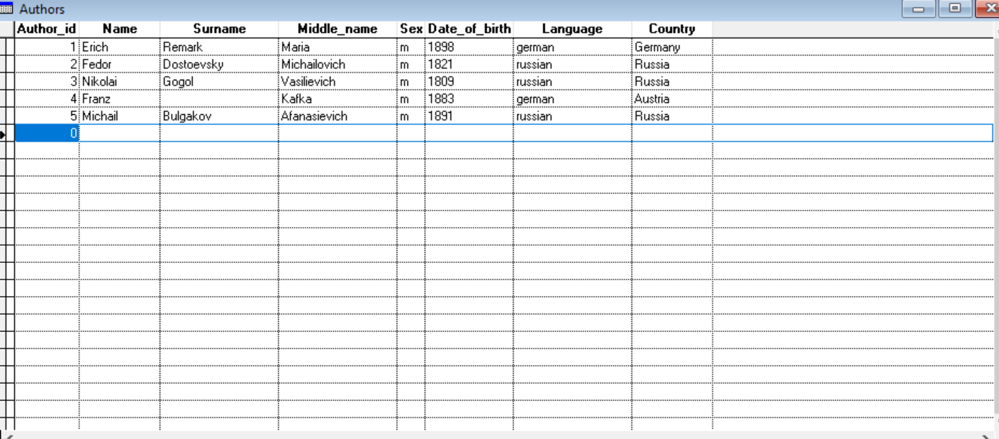 Authors
Author_id Name Surname Middle_name Sex Date_of_birth Language Country
1 Erich Remark Maria m 1898 german Germany
2 Fedor Dostoevsky Michailovich m 1821 russian Russia
3 Nikolai Gogol Vasilievich m 1809 russian Russia
4 Franz Kafka m 1883 german Austria
5 Michail Bulgakov Afanasievich m 1891 russian Russia
0